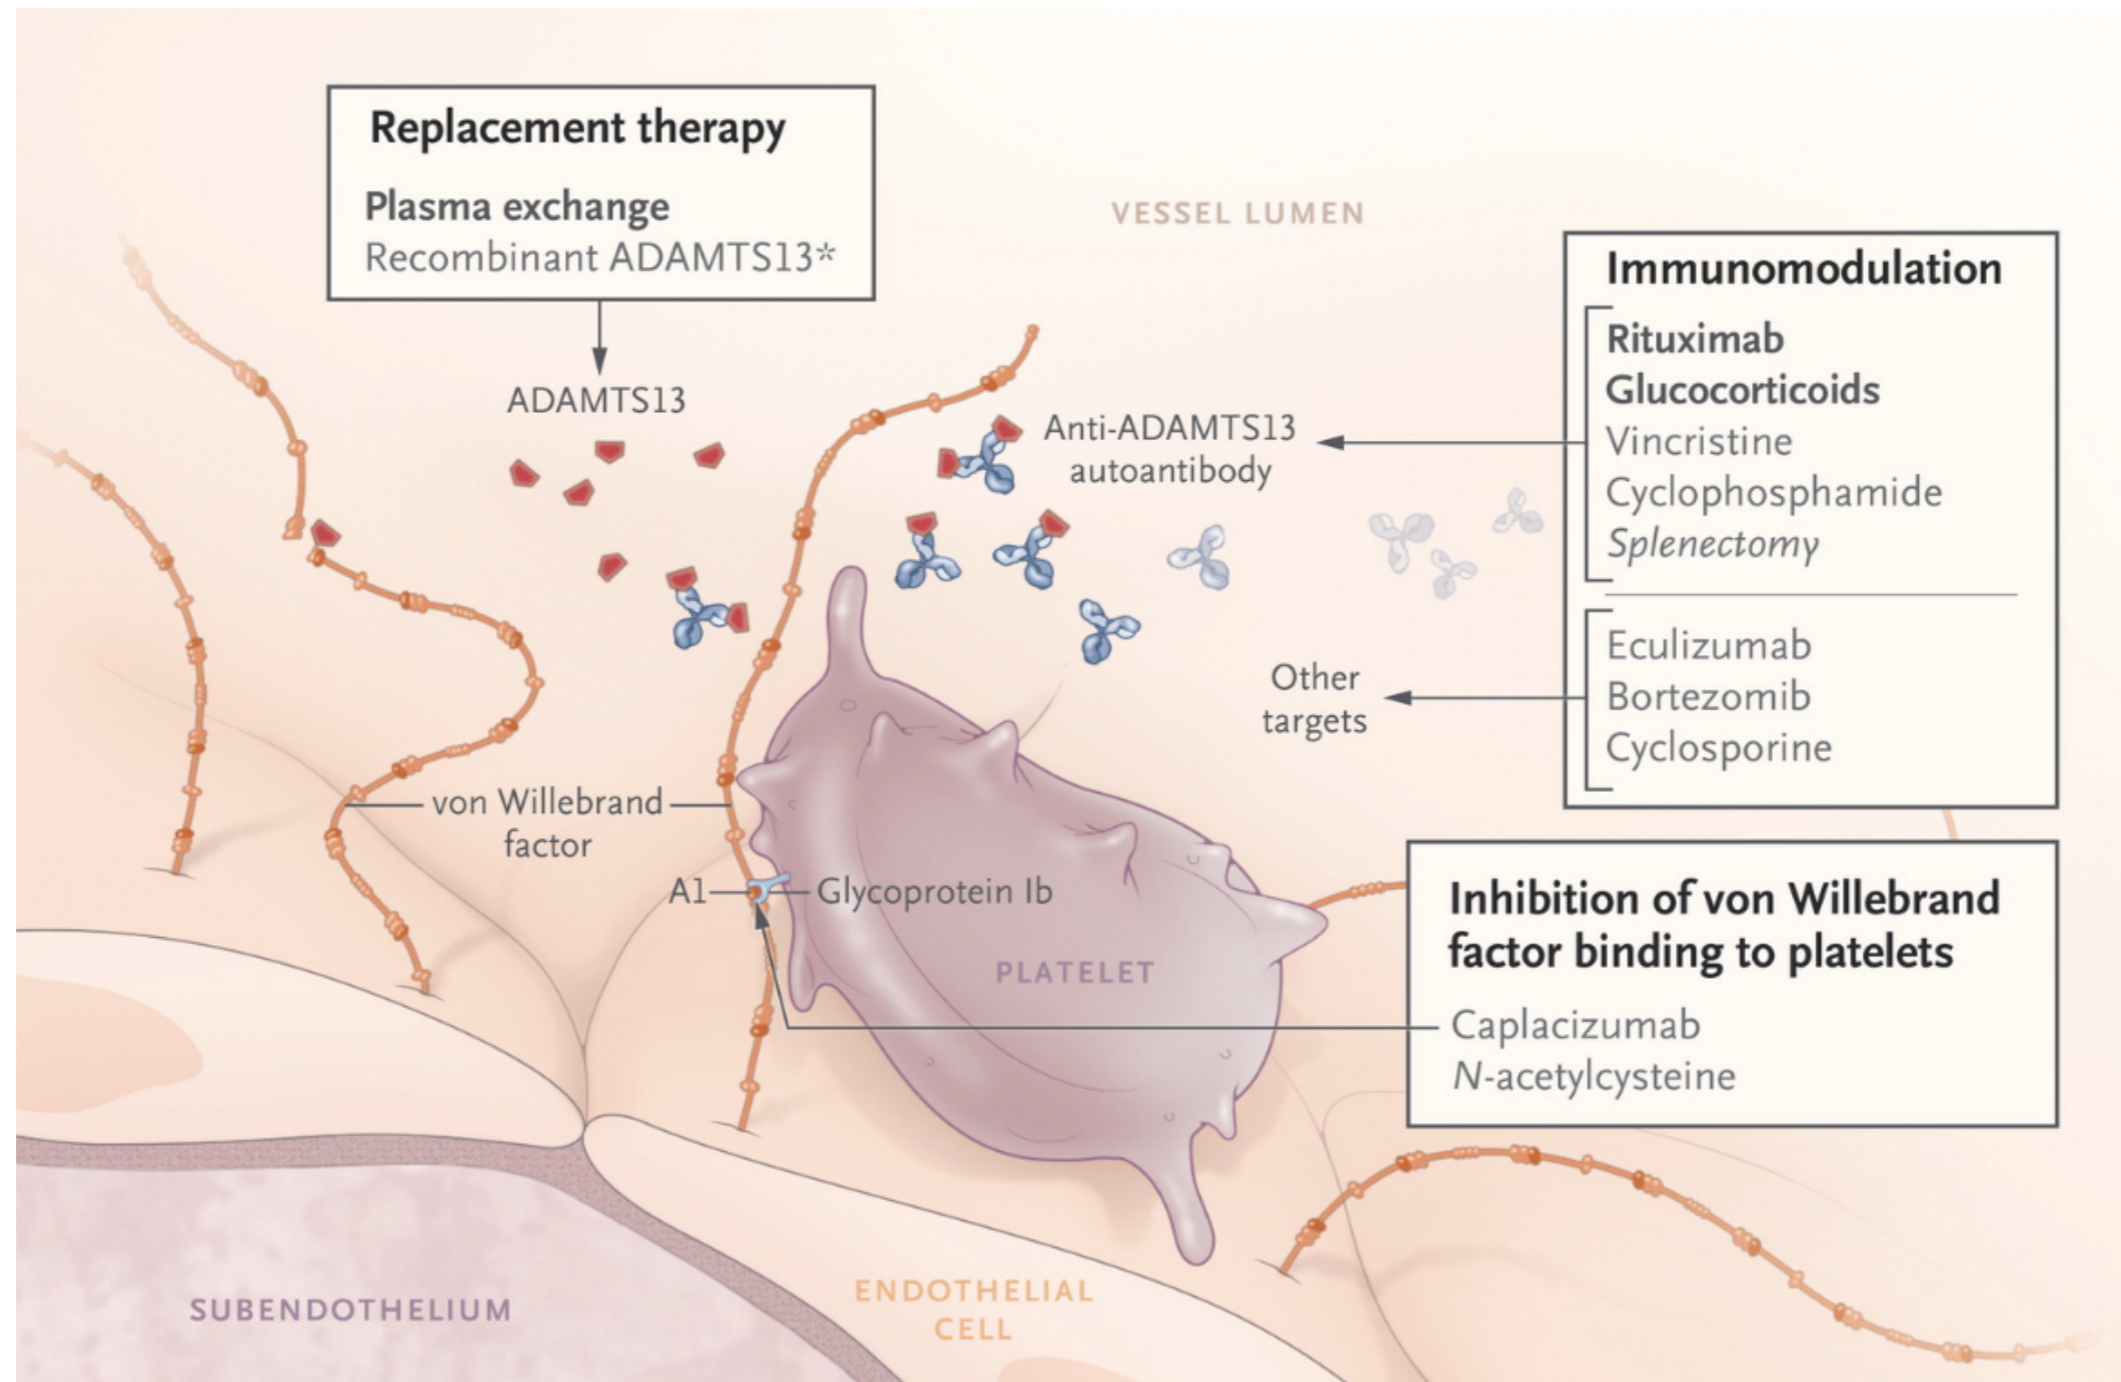 Replacement therapy
Plasma exchange
Recombinant ADAMTS13*
ADAMTS13
VESSEL LUMEN
Immunomodulation
Rituximab
Glucocorticoids
Vincristine
Cyclophosphamide
Splenectomy
Eculizumab
Bortezomib
Cyclosporine
Anti-ADAMTS13
autoantibody
Other
targets
von Willebrand
factor
A1
Glycoprotein Ib
PLATELET
Inhibition of von Willebrand
factor binding to platelets
Caplacizumab
N-acetylcysteine
SUBENDOTHELIUM
ENDOTHELIAL
CELL